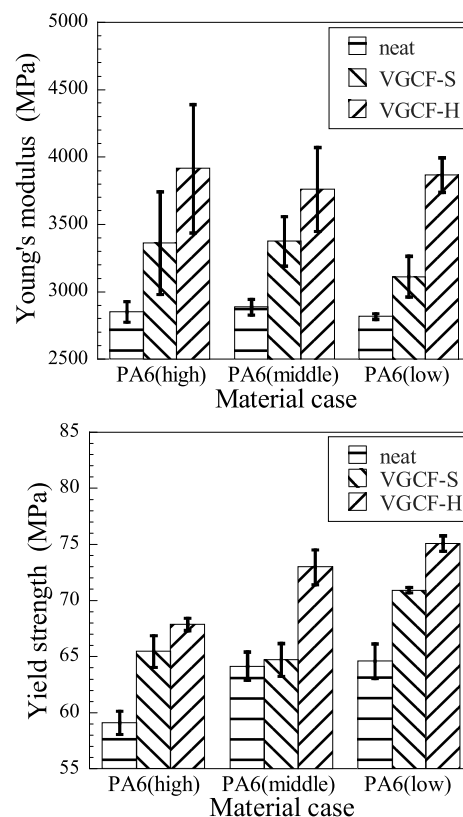 5000
4500
4000
3500
3000
2500
Young's modulus (MPa)
neat
VGCF-S
VGCF-H
PA6(high) PA6(middle) PA6(low)
Material case
85
80
75
70
65
60
55
Yield strength (MPa)
neat
VGCF-S
VGCF-H
PA6(high) PA6(middle) PA6(low)
Material case